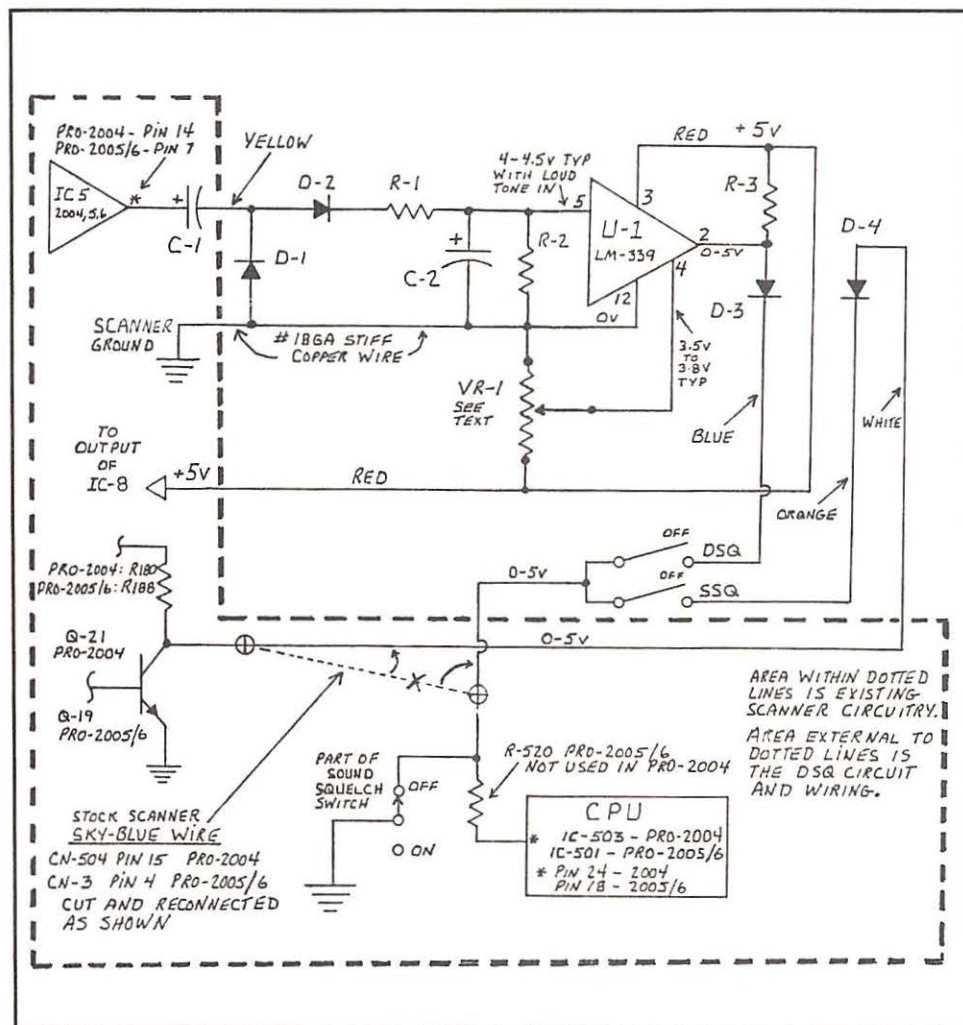 PRO-2004 - PIN 14
PRO-2005/6 - PIN 7
YELLOW
IC5
2004,5,6
*
+
C-1
D-2
R-1
D-1
+
C-2
R-2
4-4.5V TYP
WITH LOUD
TONE IN
5
3
U-1
LM-339
2
4
12
0V
0-5V
RED
+5V
R-3
D-4
D-3
SCANNER
GROUND
#18GA STIFF
COPPER WIRE
VR-1
SEE
TEXT
3.5V
TO
3.8V
TYP
BLUE
WHITE
ORANGE
TO
OUTPUT
OF
IC-8
+5V
RED
OFF
DSQ
OFF
SSQ
0-5V
PRO-2004: R180
PRO-2005/6: R188
Q-21
PRO-2004
Q-19
PRO-2005/6
0-5V
X
AREA WITHIN DOTTED
LINES IS EXISTING
SCANNER CIRCUITRY.
AREA EXTERNAL TO
DOTTED LINES IS
THE DSQ CIRCUIT
AND WIRING.
PART OF
SOUND
SQUELCH
SWITCH
OFF
ON
R-520 PRO-2005/6
NOT USED IN PRO-2004
CPU
* IC-503 - PRO-2004
IC-501 - PRO-2005/6
* PIN 24 - 2004
PIN 18 - 2005/6
STOCK SCANNER
SKY-BLUE WIRE
CN-504 PIN 15 PRO-2004
CN-3 PIN 4 PRO-2005/6
CUT AND RECONNECTED
AS SHOWN